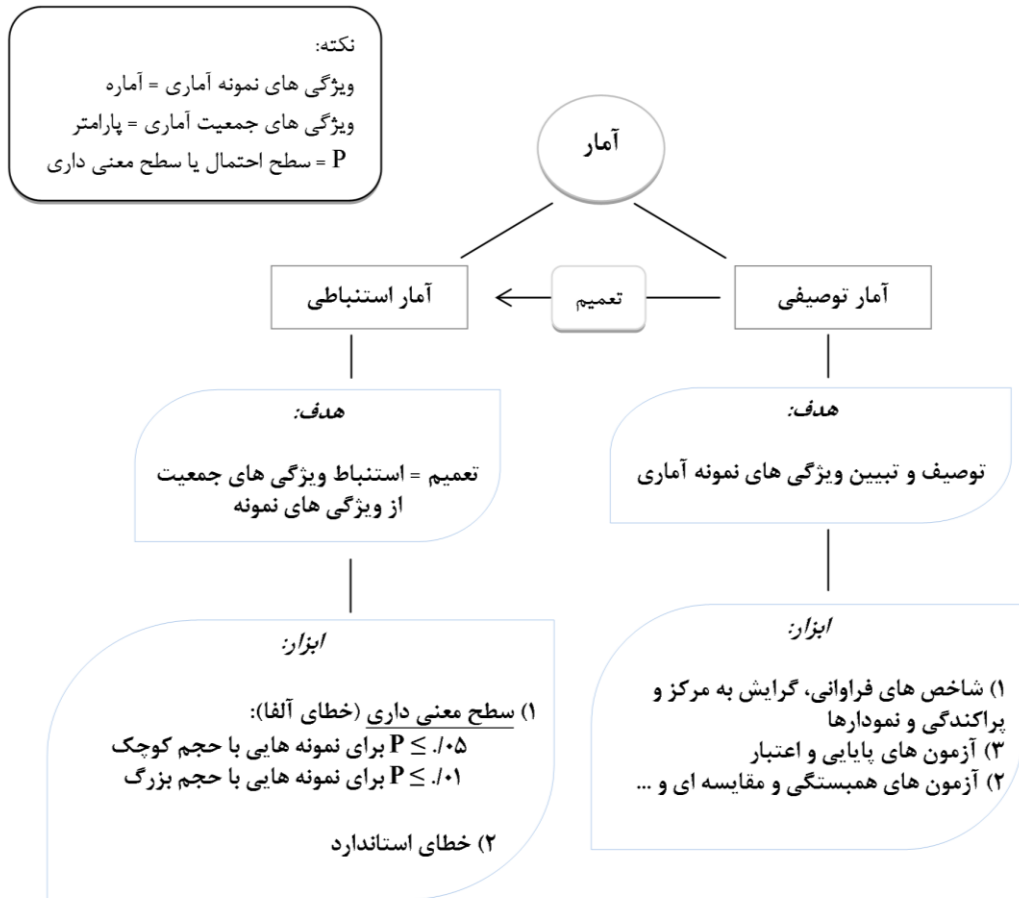 نکته:
ویژگی های نمونه آماری = آماره
ویژگی های جمعیت آماری = پارامتر
P = سطح احتمال یا سطح معنی داری
آمار
آمار توصیفی
تعمیم
آمار استنباطی
هدف:
توصیف و تبیین ویژگی های نمونه آماری
هدف:
تعمیم = استنباط ویژگی های جمعیت
از ویژگی های نمونه
ابزار:
۱) شاخص های فراوانی، گرایش به مرکز و
پراکندگی و نمودارها
۳) آزمون های پایایی و اعتبار
۲) آزمون های همبستگی و مقایسه ای و ...
ابزار:
۱) سطح معنی داری (خطای آلفا):
P ≤ ./۰۵ برای نمونه هایی با حجم کوچک
P ≤ ./۰۱ برای نمونه هایی با حجم بزرگ
۲) خطای استاندارد